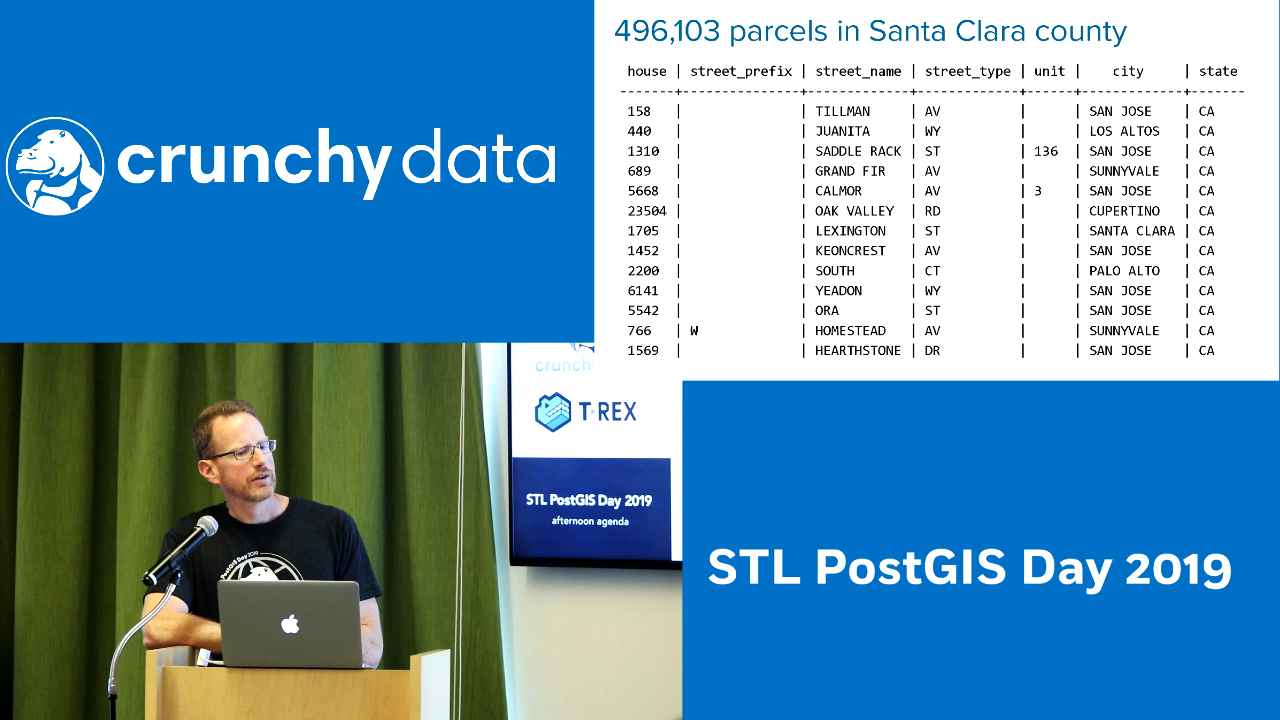 crunchydata
496,103 parcels in Santa Clara county
house | street_prefix | street_name | street_type | unit | city | state
-------+---------------+-------------+-------------+------+-------------+-------
158 | | TILLMAN | AV | | SAN JOSE | CA
440 | | JUANITA | WY | | LOS ALTOS | CA
1310 | | SADDLE RACK | ST | 136 | SAN JOSE | CA
689 | | GRAND FIR | AV | | SUNNYVALE | CA
5668 | | CALMOR | AV | 3 | SAN JOSE | CA
23504 | | OAK VALLEY | RD | | CUPERTINO | CA
1705 | | LEXINGTON | ST | | SANTA CLARA | CA
1452 | | KEONCREST | AV | | SAN JOSE | CA
2200 | | SOUTH | CT | | PALO ALTO | CA
6141 | | YEADON | WY | | SAN JOSE | CA
5542 | | ORA | ST | | SAN JOSE | CA
766 | W | HOMESTEAD | AV | | SUNNYVALE | CA
1569 | | HEARTHSTONE | DR | | SAN JOSE | CA
crunch
T-REX
STL PostGIS Day 2019
afternoon agenda
PostGIS Day 2019
STL PostGIS Day 2019